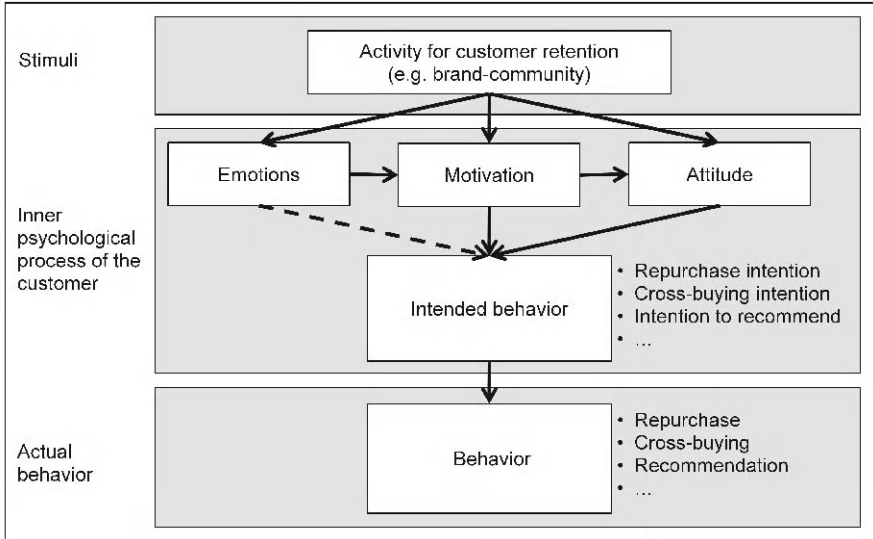 Stimuli
Activity for customer retention
(e.g. brand-community)
Emotions
Motivation
Attitude
Inner
psychological
process of the
customer
Intended behavior
• Repurchase intention
• Cross-buying intention
• Intention to recommend
• ...
Actual
behavior
Behavior
• Repurchase
• Cross-buying
• Recommendation
• ...